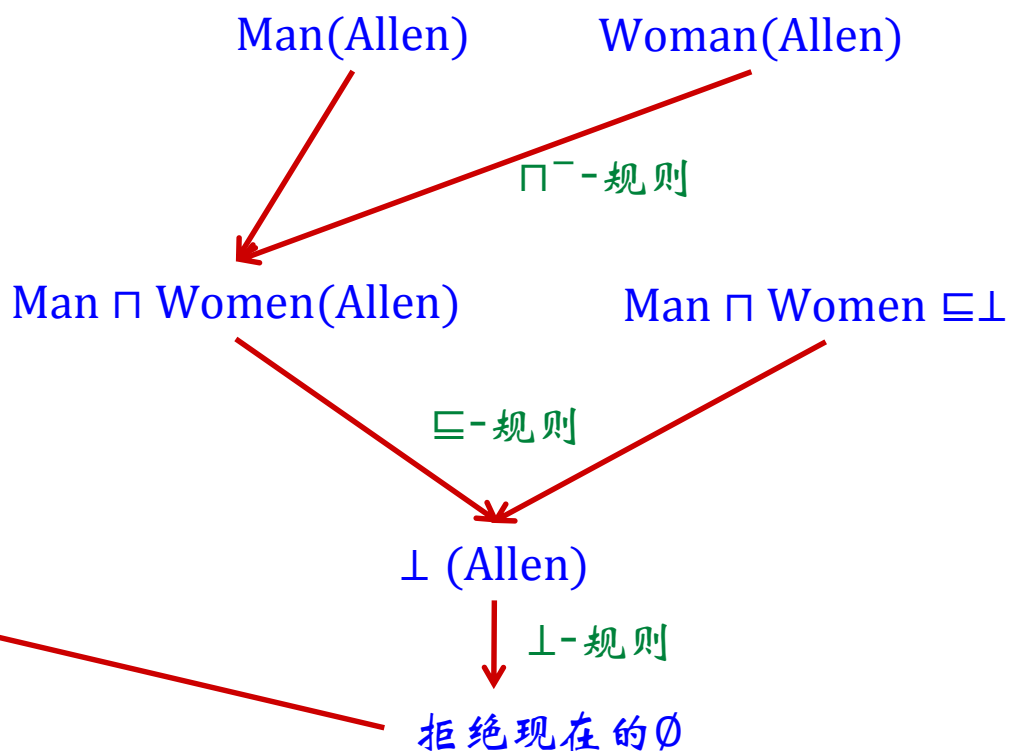 Man(Allen) Woman(Allen)
⊓⁻-规则
Man ⊓ Women(Allen) Man ⊓ Women ⊑⊥
⊑-规则
⊥ (Allen)
⊥-规则
拒绝现在的∅